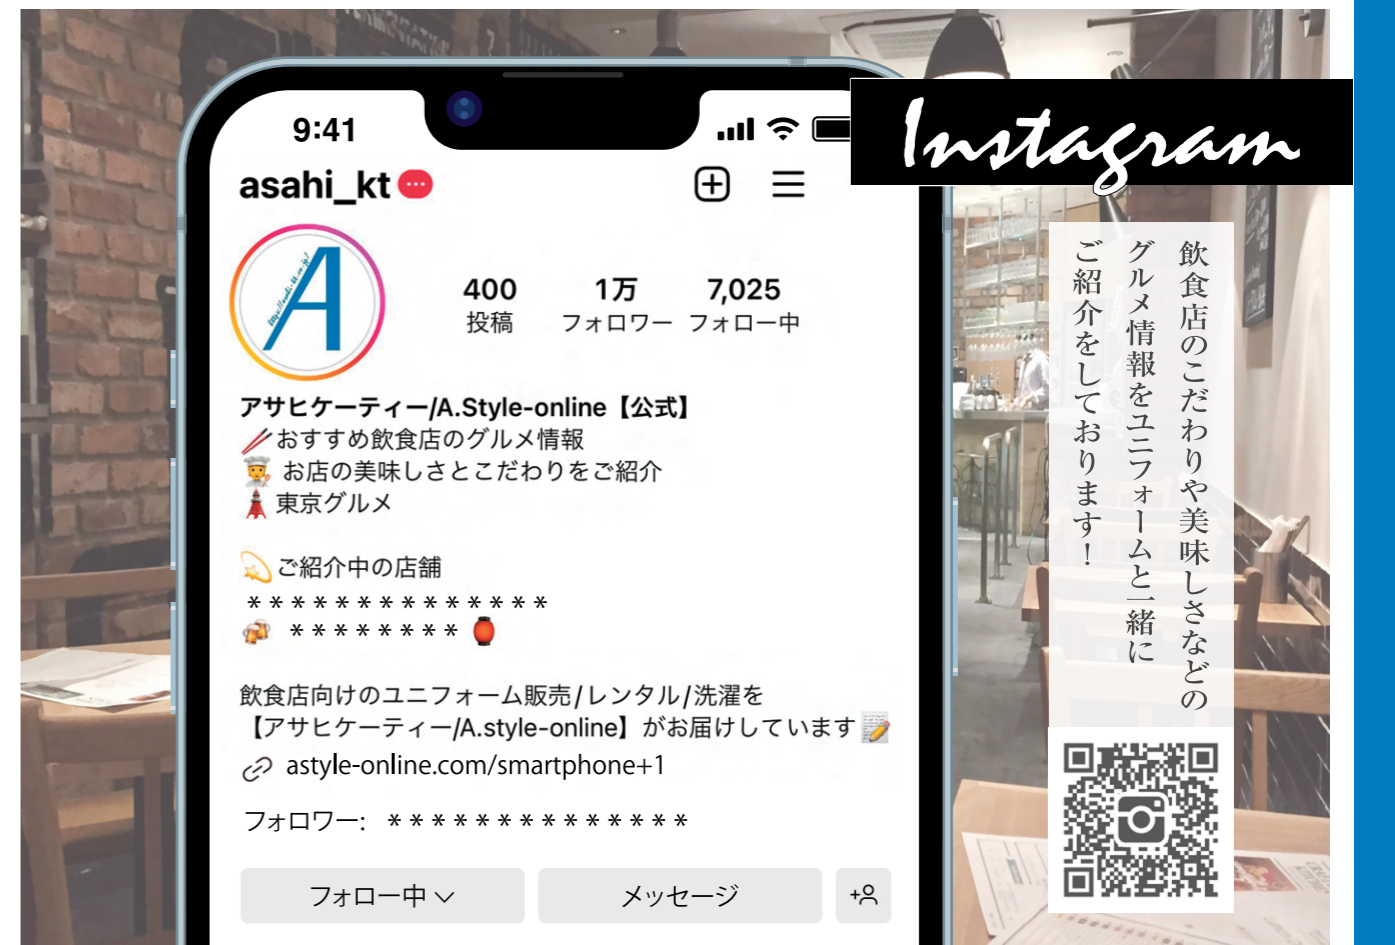 Instagram
9:41
asahi_kt
400
投稿
1万
フォロワー
7,025
フォロー中
アサヒケーティー/A.Style-online【公式】
おすすめ飲食店のグルメ情報
お店の美味しさとこだわりをご紹介
東京グルメ
ご紹介中の店舗
**************
********
飲食店向けのユニフォーム販売/レンタル/洗濯を
【アサヒケーティー/A.style-online】がお届けしています
astyle-online.com/smartphone+1
フォロワー: **************
フォロー中
メッセージ
飲食店のこだわりや美味しさなどの
グルメ情報をユニフォームと一緒に
ご紹介をしております！